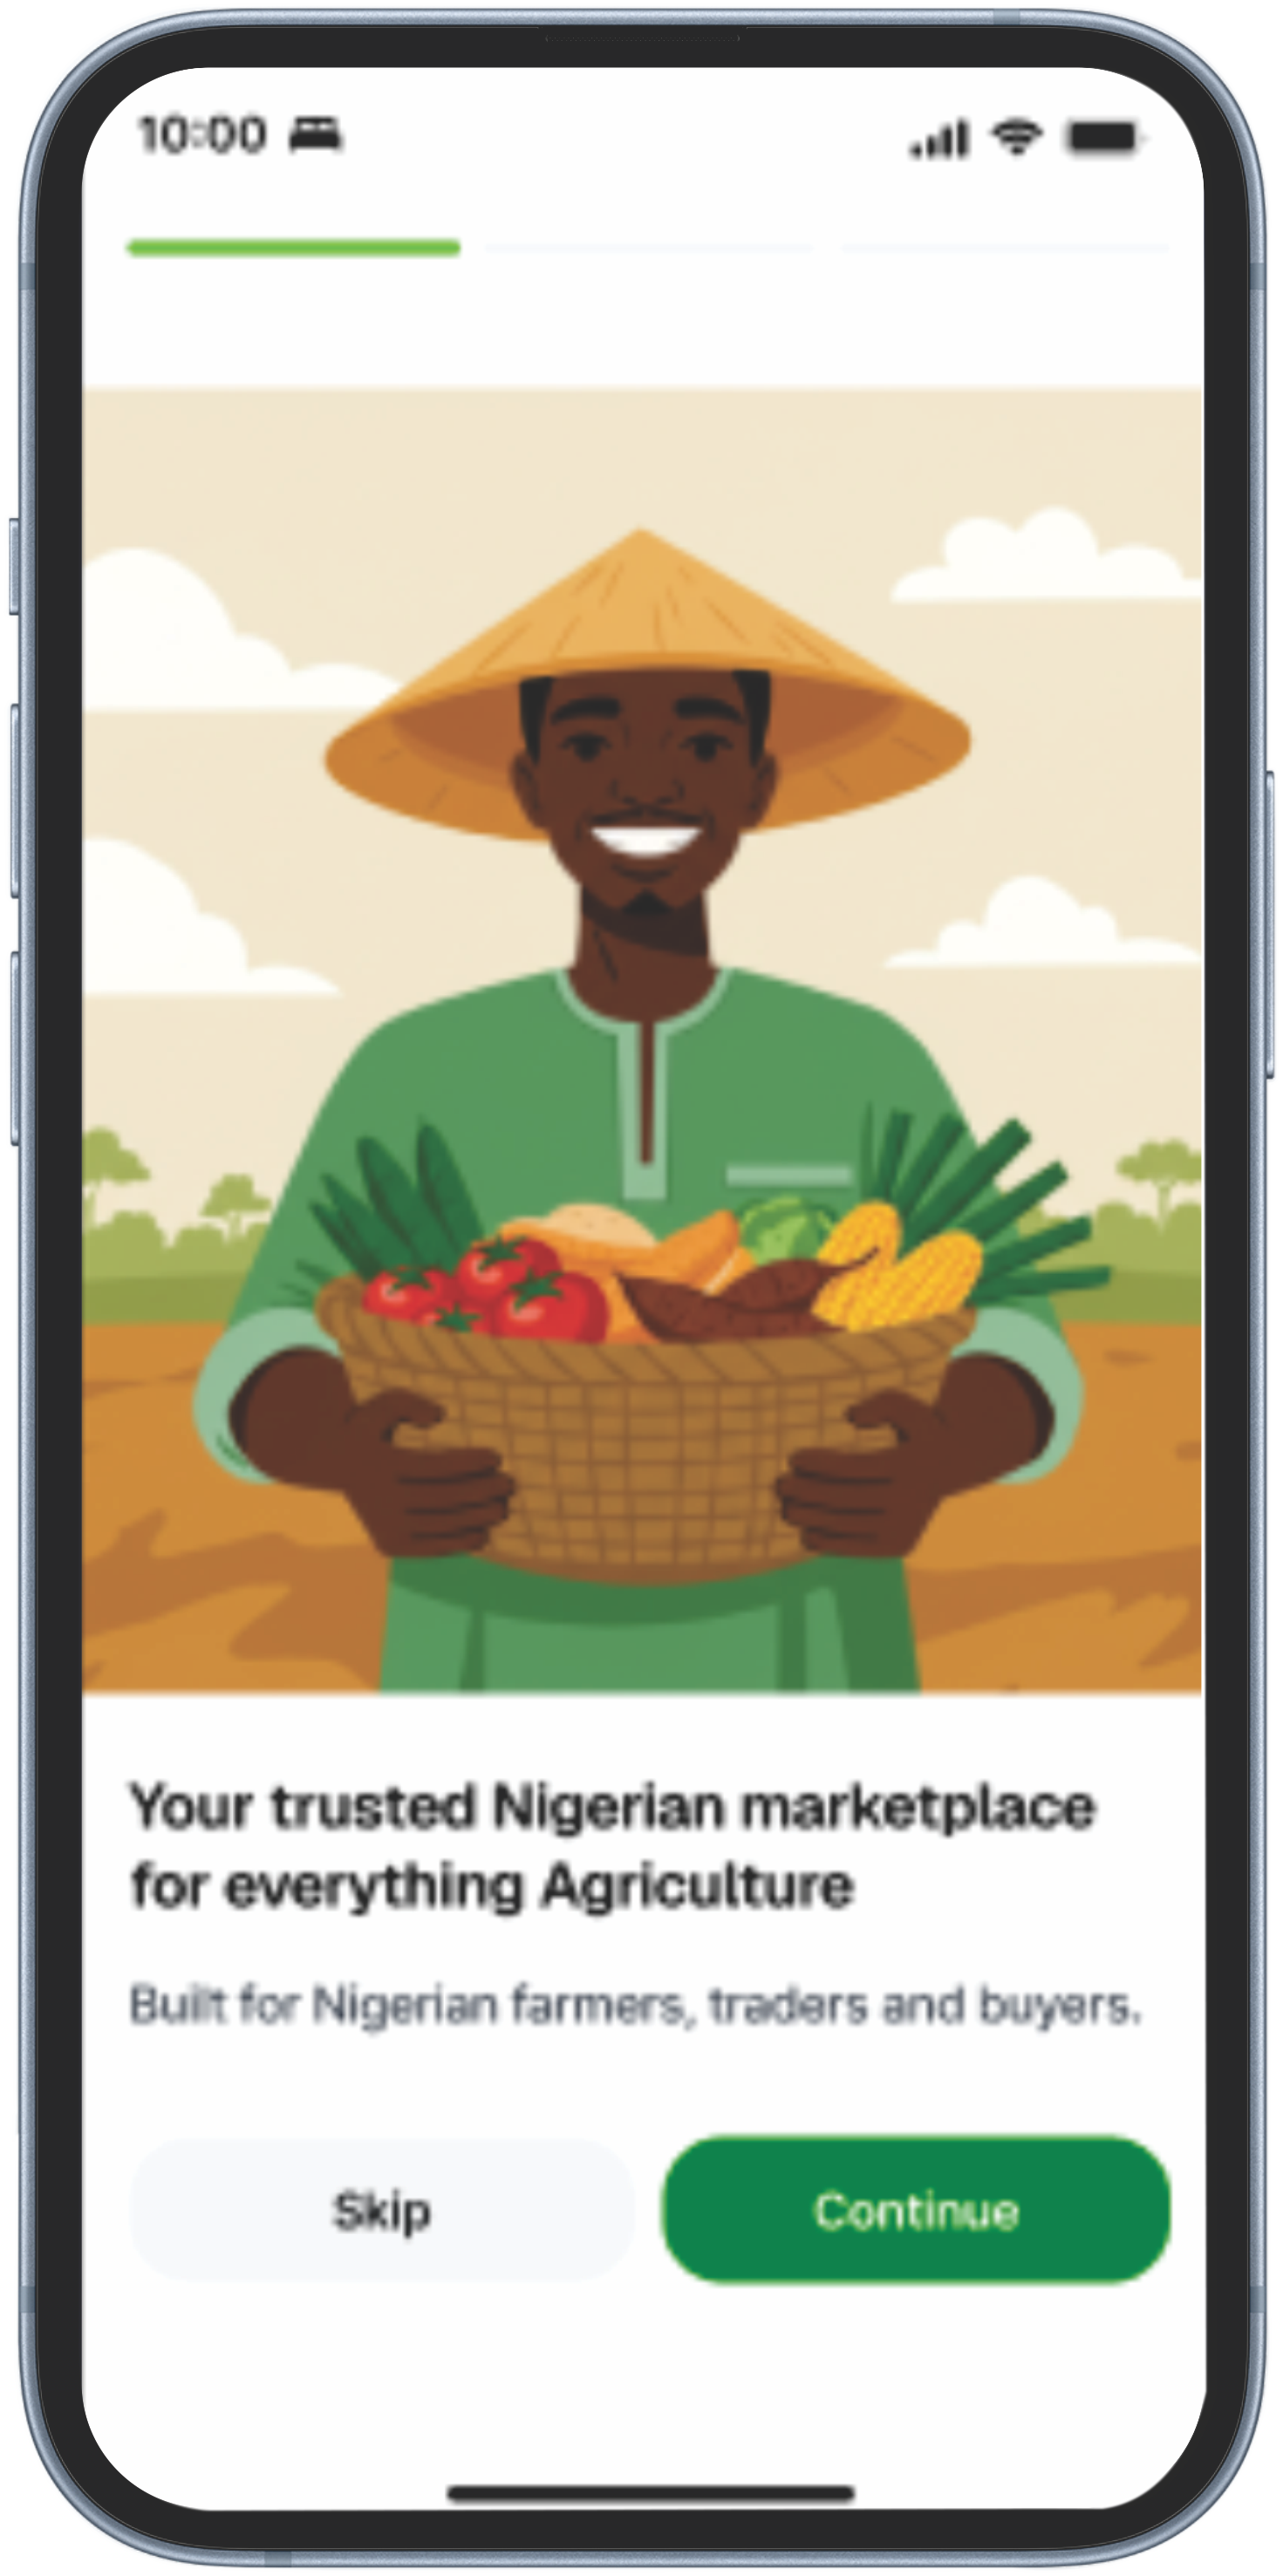 10:00
Your trusted Nigerian marketplace
for everything Agriculture
Built for Nigerian farmers, traders and buyers.
Skip
Continue